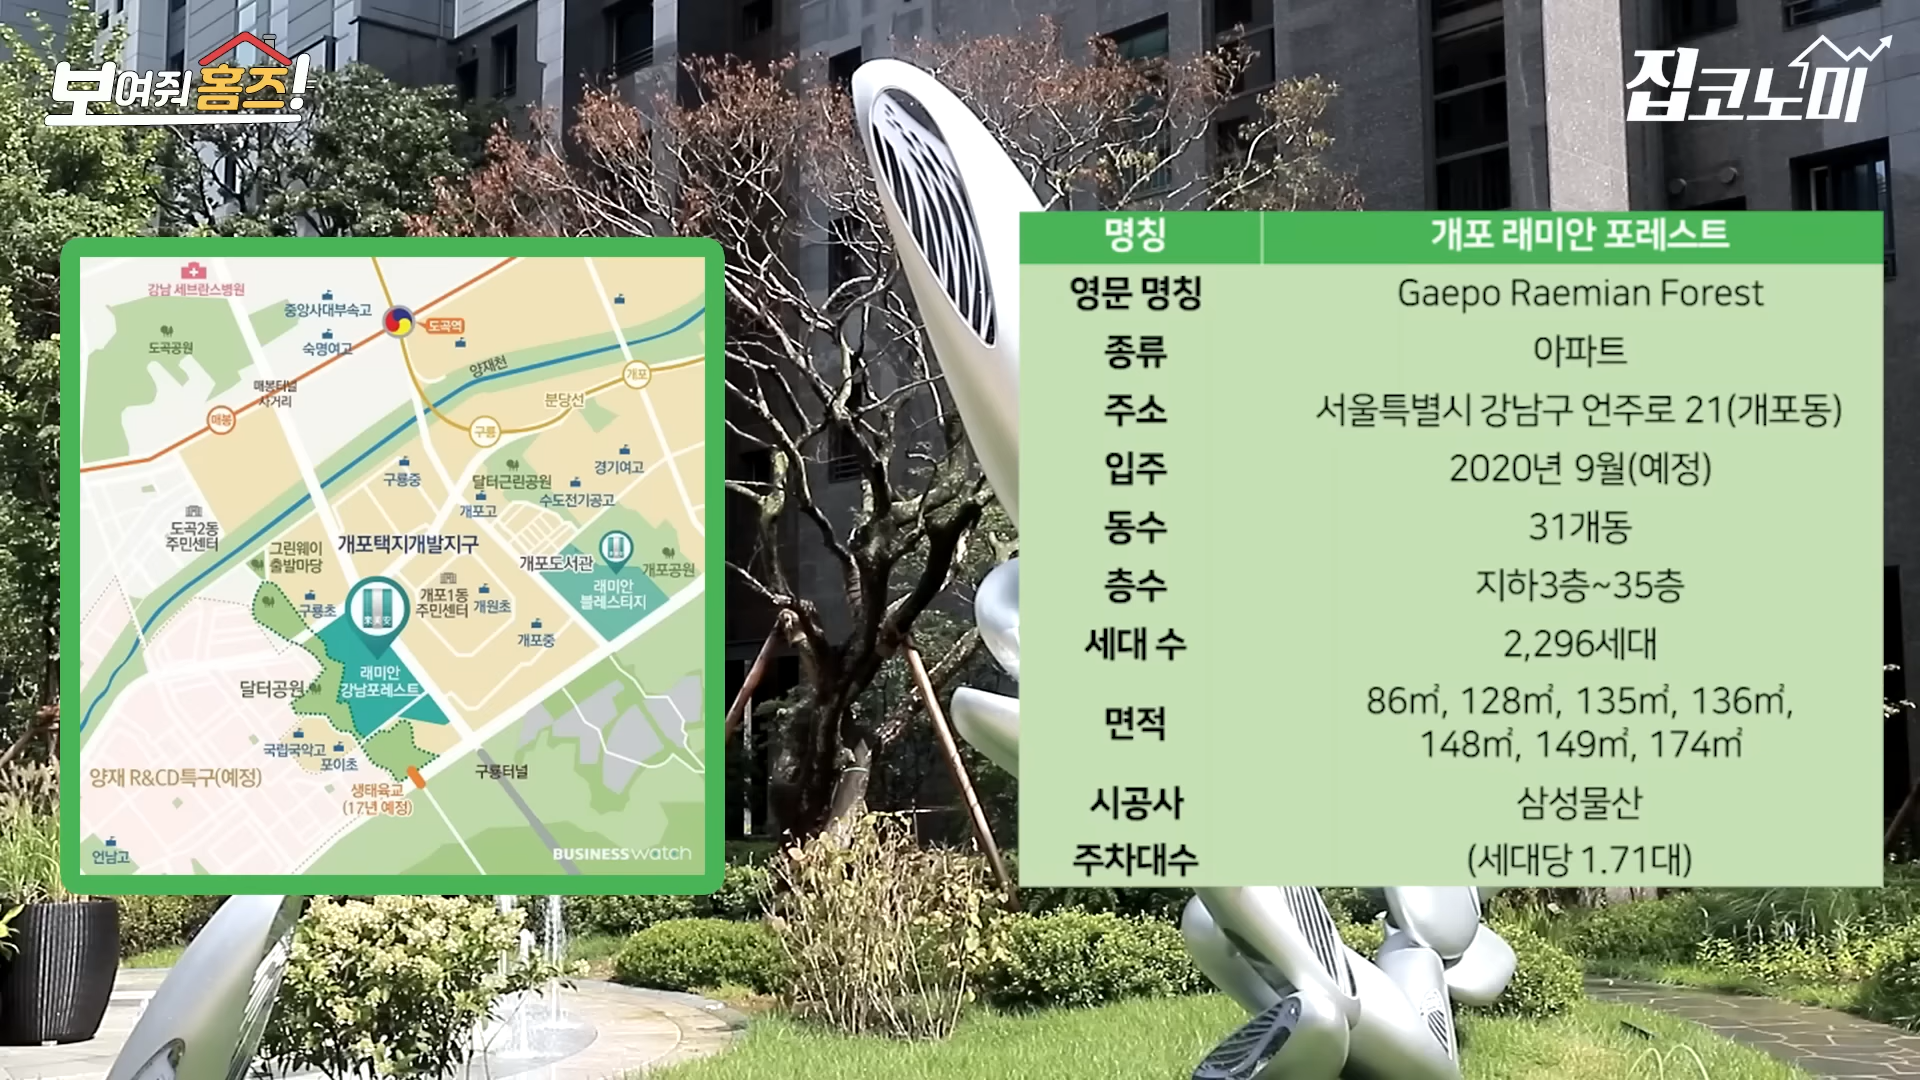 보여줘 홈즈!
집코노미
강남 세브란스병원
중앙사대부속고
도곡역
숙명여고
도곡공원
매봉터널
사거리
양재천
개포
매봉
분당선
구룡
경기여고
구룡중
달터근린공원
수도전기공고
개포고
도곡2동
주민센터
그린웨이
출발마당
개포택지개발지구
개포도서관
개포공원
래미안
블레스티지
구룡초
개포1동
주민센터
개원초
개포중
来美安
래미안
강남포레스트
달터공원
국립국악고
포이초
양재 R&CD특구(예정)
구룡터널
생태육교
(17년 예정)
언남고
BUSINESSwatch
명칭 개포 래미안 포레스트
영문 명칭 Gaepo Raemian Forest
종류 아파트
주소 서울특별시 강남구 언주로 21(개포동)
입주 2020년 9월(예정)
동수 31개동
층수 지하3층~35층
세대 수 2,296세대
면적 86㎡, 128㎡, 135㎡, 136㎡,
148㎡, 149㎡, 174㎡
시공사 삼성물산
주차대수 (세대당 1.71대)